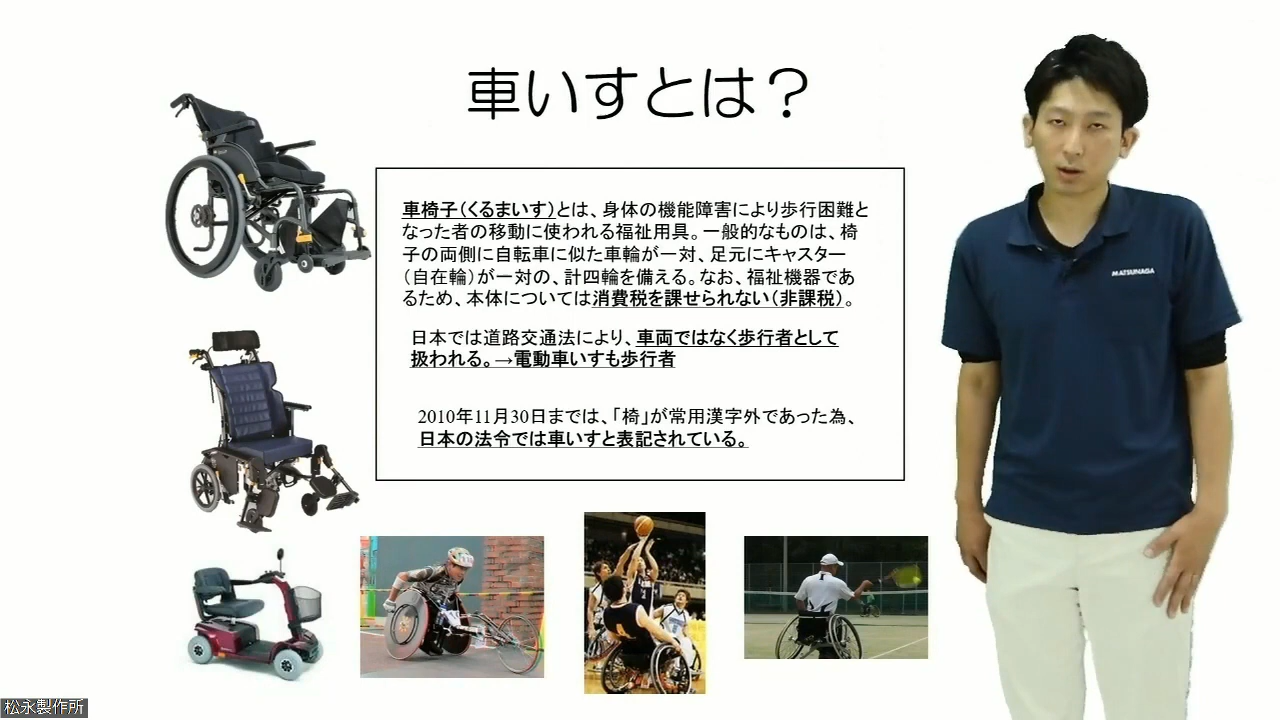 車いすとは？
車椅子（くるまいす）とは、身体の機能障害により歩行困難と
なった者の移動に使われる福祉用具。一般的なものは、椅
子の両側に自転車に似た車輪が一対、足元にキャスター
（自在輪）が一対の、計四輪を備える。なお、福祉機器であ
るため、本体については消費税を課せられない（非課税）。
日本では道路交通法により、車両ではなく歩行者として
扱われる。→電動車いすも歩行者
2010年11月30日までは、「椅」が常用漢字外であった為、
日本の法令では車いすと表記されている。
MATSUNAGA
4
松永製作所